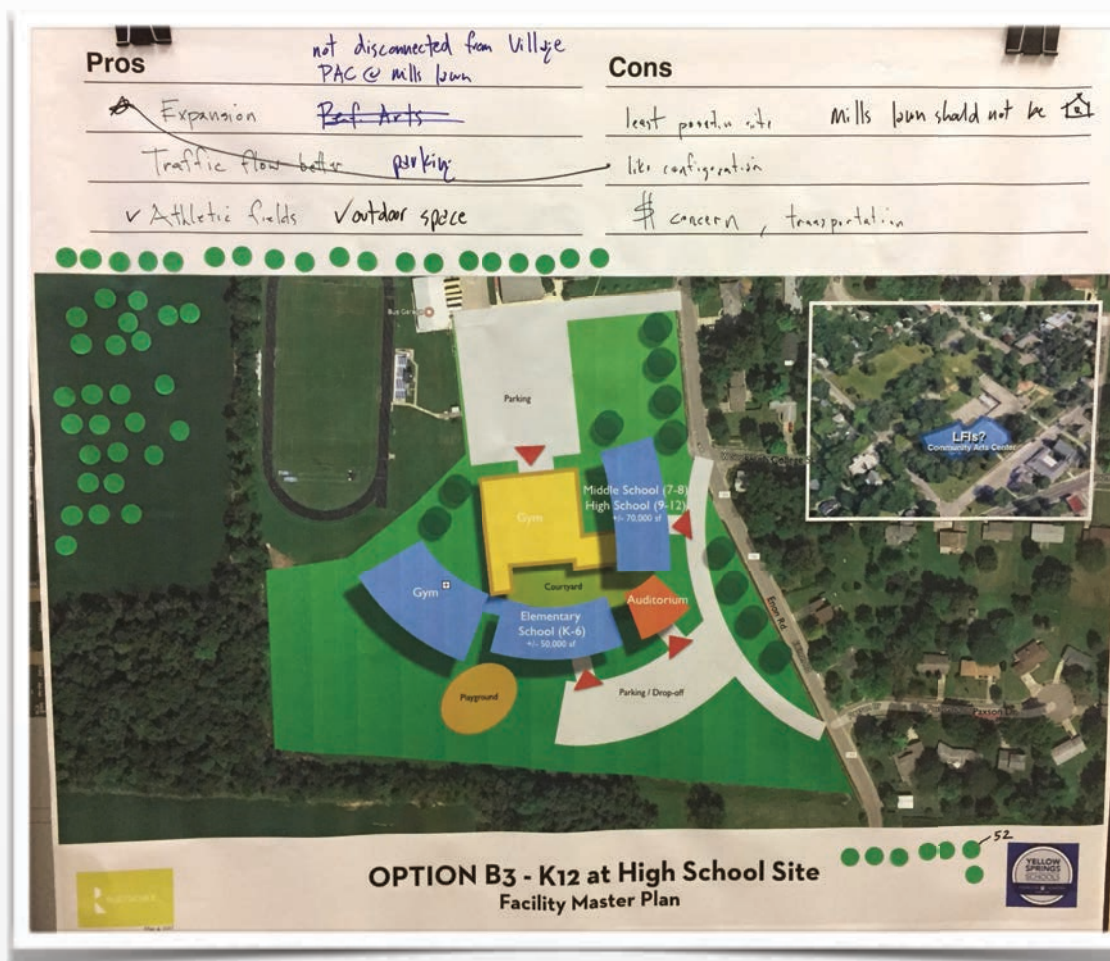 Pros
not disconnected from Village
PAC @ mills lawn
Expansion
Perf Arts
Traffic flow better
parking
✓ Athletic fields
✓ outdoor space
Cons
least positive site
Mills lawn should not be
like configuration
$ concern, transportation
Bus Garage
Parking
Gym
Middle School (7-8)
High School (9-12)
+/- 70,000 sf
Gym
Courtyard
Auditorium
Elementary
School (K-6)
+/- 50,000 sf
Playground
Parking / Drop-off
Enon Rd
Paxson
LFIs?
Community Arts Center
52
OPTION B3 - K12 at High School Site
Facility Master Plan
YELLOW
SPRINGS
SCHOOLS